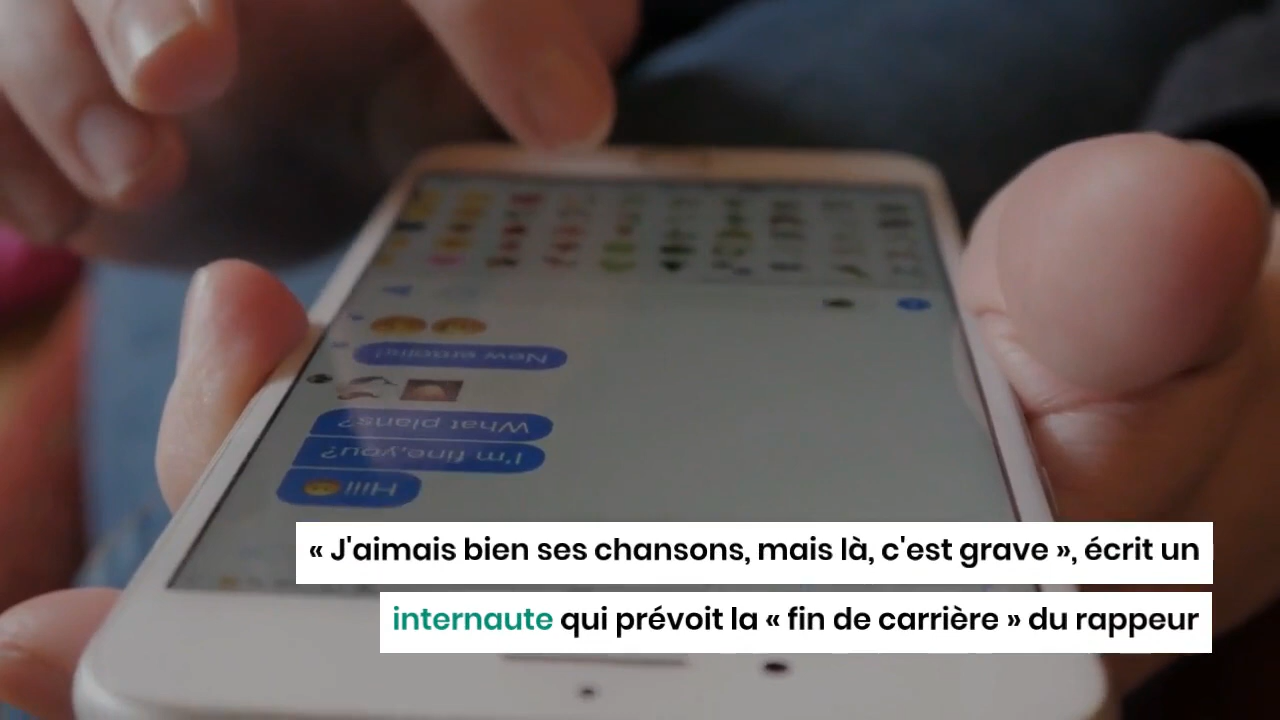 New emojis!
What plans?
I'm fine,you?
Hiii
« J'aimais bien ses chansons, mais là, c'est grave », écrit un
internaute qui prévoit la « fin de carrière » du rappeur